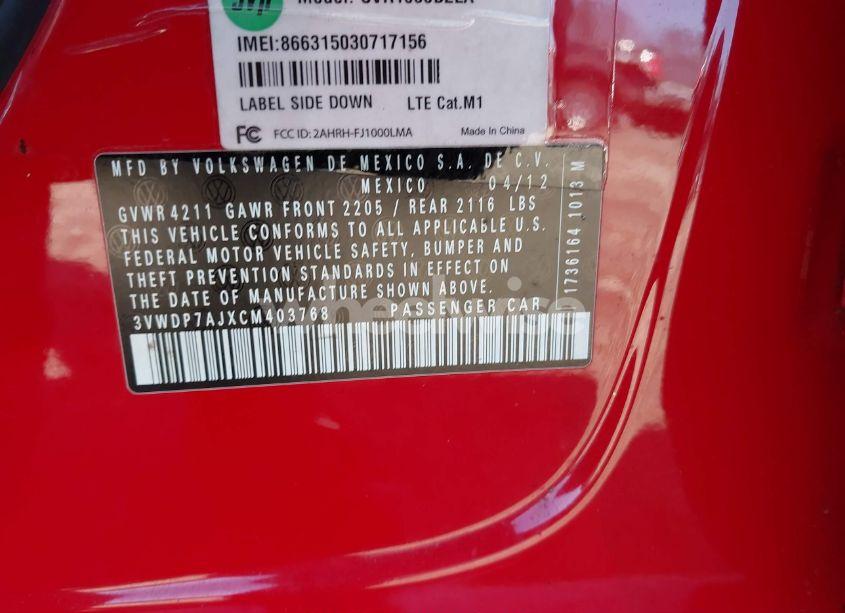 IMEI:866315030717156
LABEL SIDE DOWN LTE Cat.M1
FC FCC ID: 2AHRH-FJ1000LMA Made In China
MFD BY VOLKSWAGEN DE MEXICO S.A. DE C.V.
MEXICO 04/12
GVWR 4211 GAWR FRONT 2205 / REAR 2116 LBS
THIS VEHICLE CONFORMS TO ALL APPLICABLE U.S.
FEDERAL MOTOR VEHICLE SAFETY, BUMPER AND
THEFT PREVENTION STANDARDS IN EFFECT ON
THE DATE OF MANUFACTURE SHOWN ABOVE.
3VWDP7AJXCM403768 PASSENGER CAR
1736164 1013 M